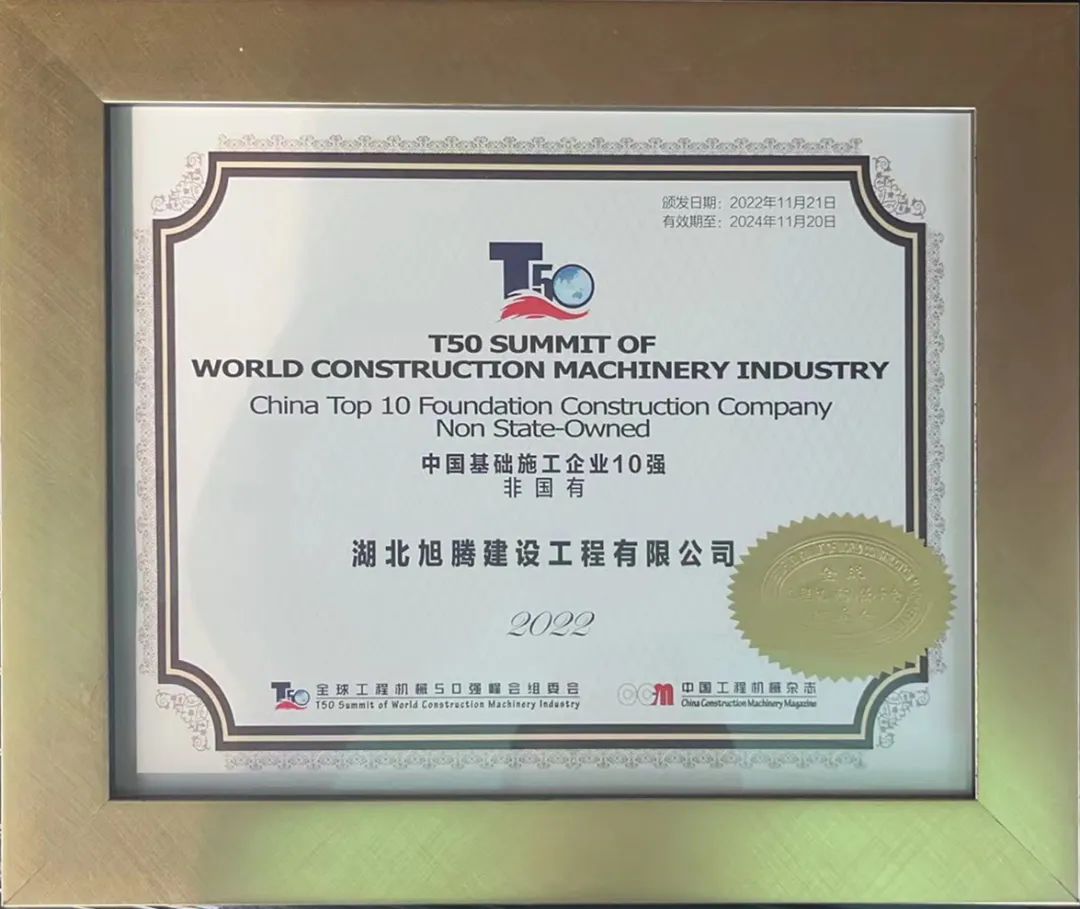 颁发日期：2022年11月21日
有效期至：2024年11月20日
T50
T50 SUMMIT OF
WORLD CONSTRUCTION MACHINERY INDUSTRY
China Top 10 Foundation Construction Company
Non State-Owned
中国基础施工企业10强
非国有
湖北旭腾建设工程有限公司
2022
T50 全球工程机械50强峰会组委会
T50 Summit of World Construction Machinery Industry
CCM 中国工程机械杂志
China Construction Machinery Magazine